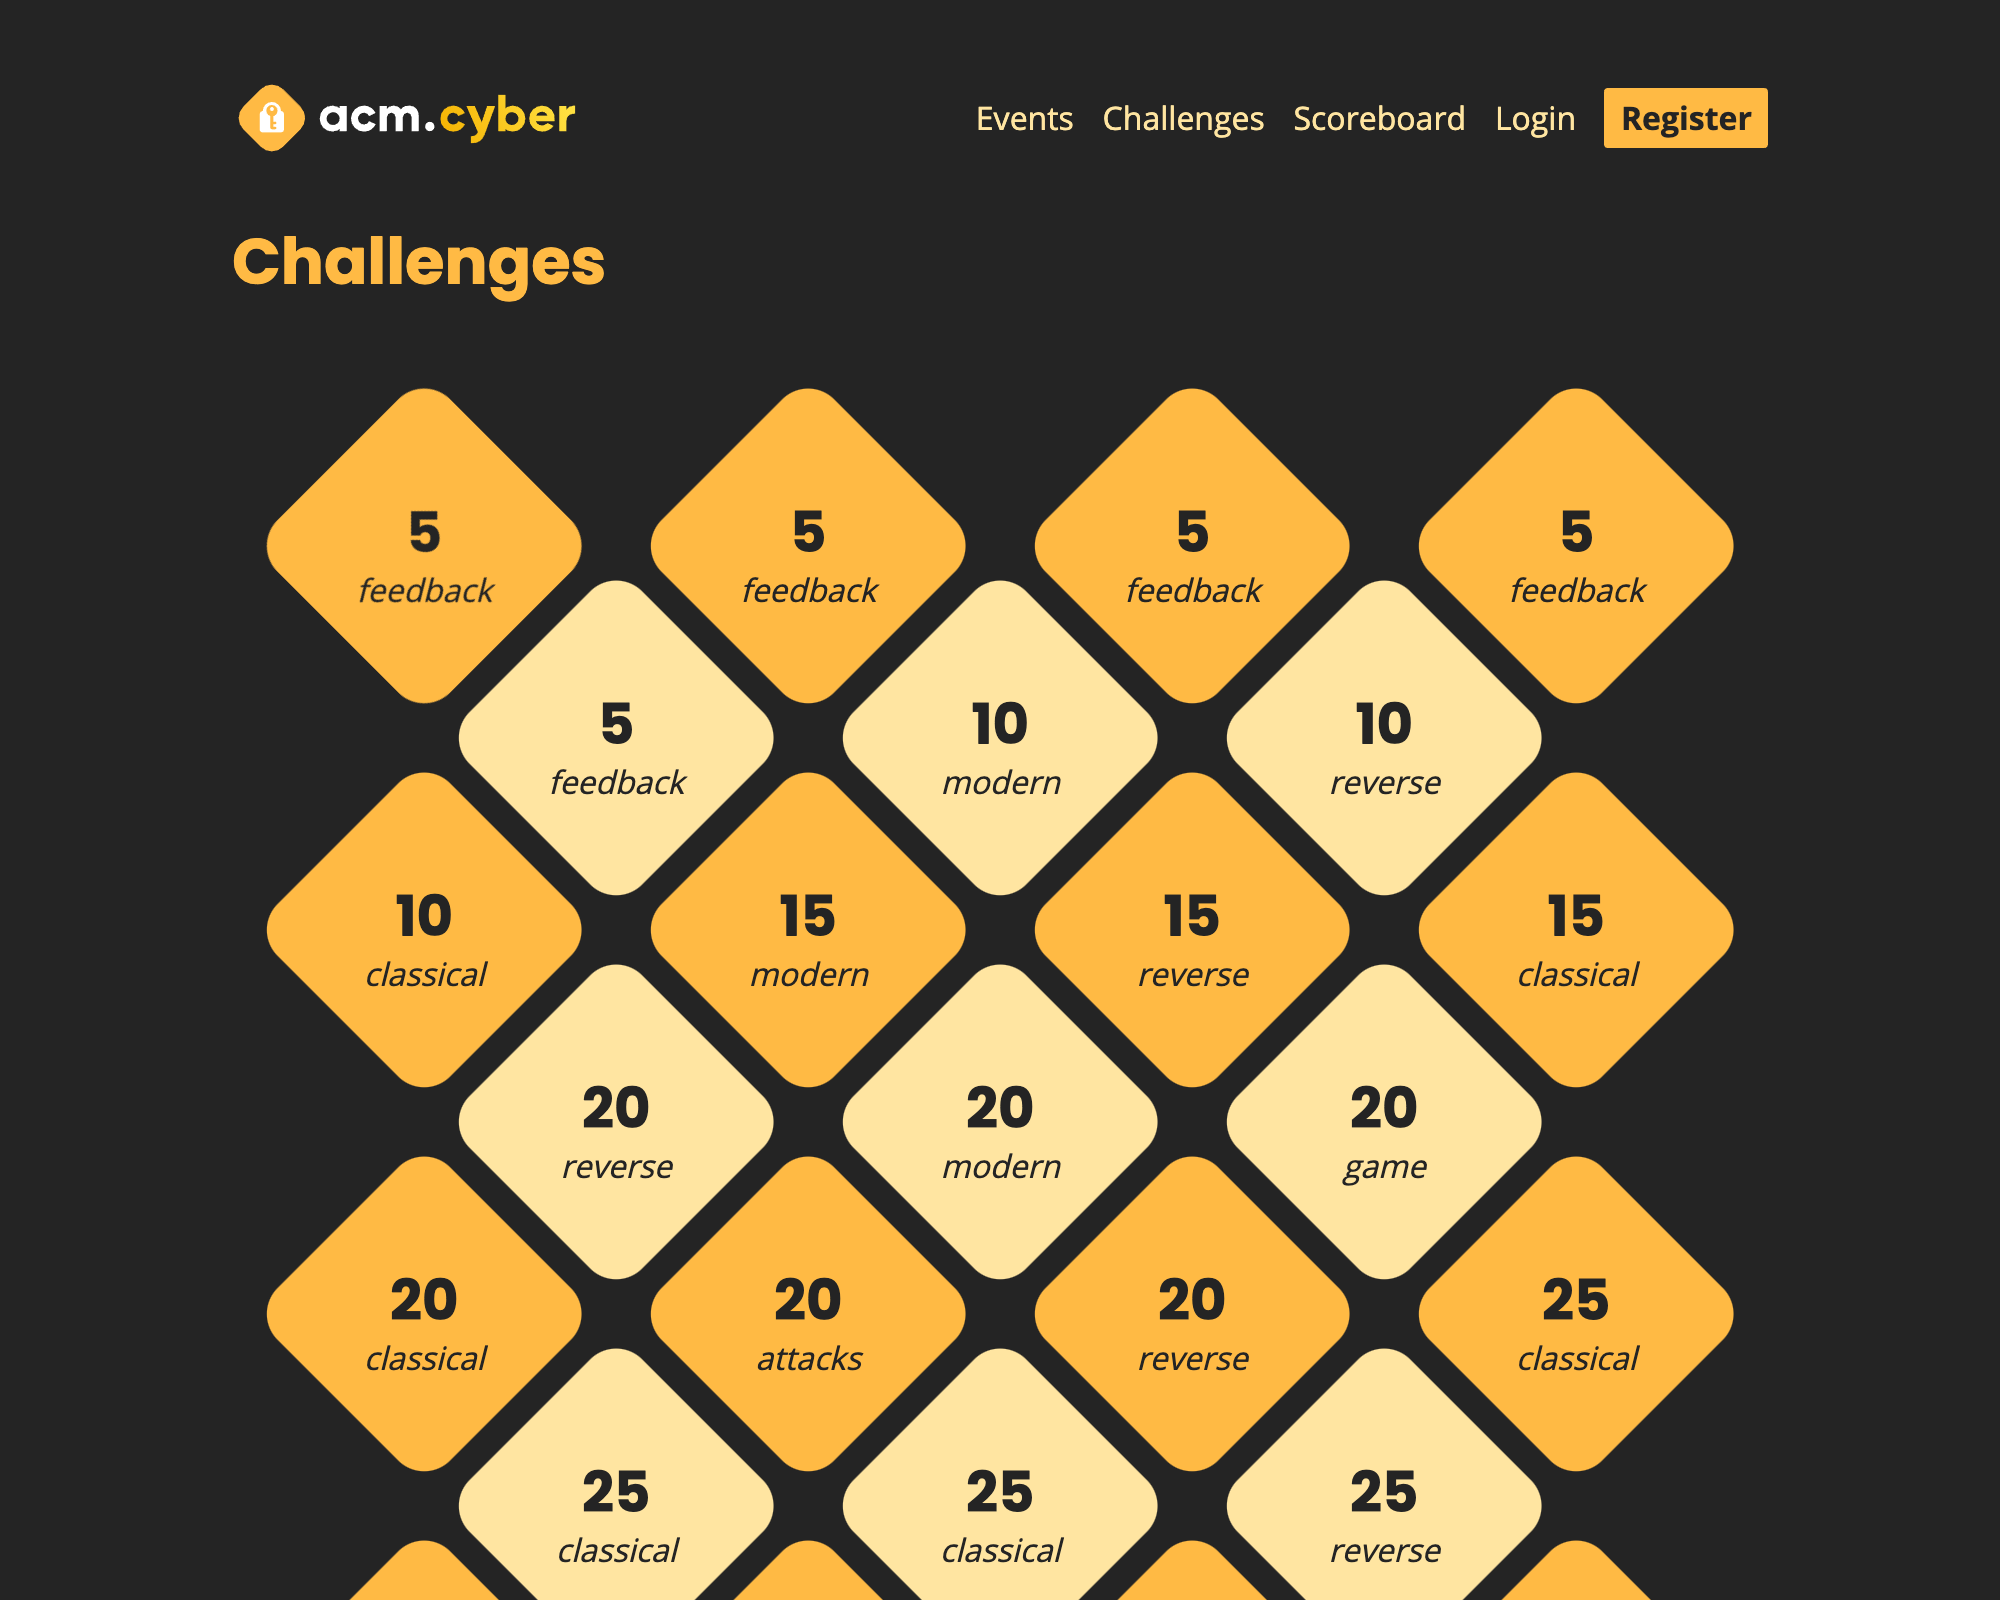 acm.cyber
Events Challenges Scoreboard Login Register
Challenges
5 5 5 5
feedback feedback feedback feedback
5 10 10
feedback modern reverse
10 15 15 15
classical modern reverse classical
20 20 20
reverse modern game
20 20 20 25
classical attacks reverse classical
25 25 25
classical classical reverse